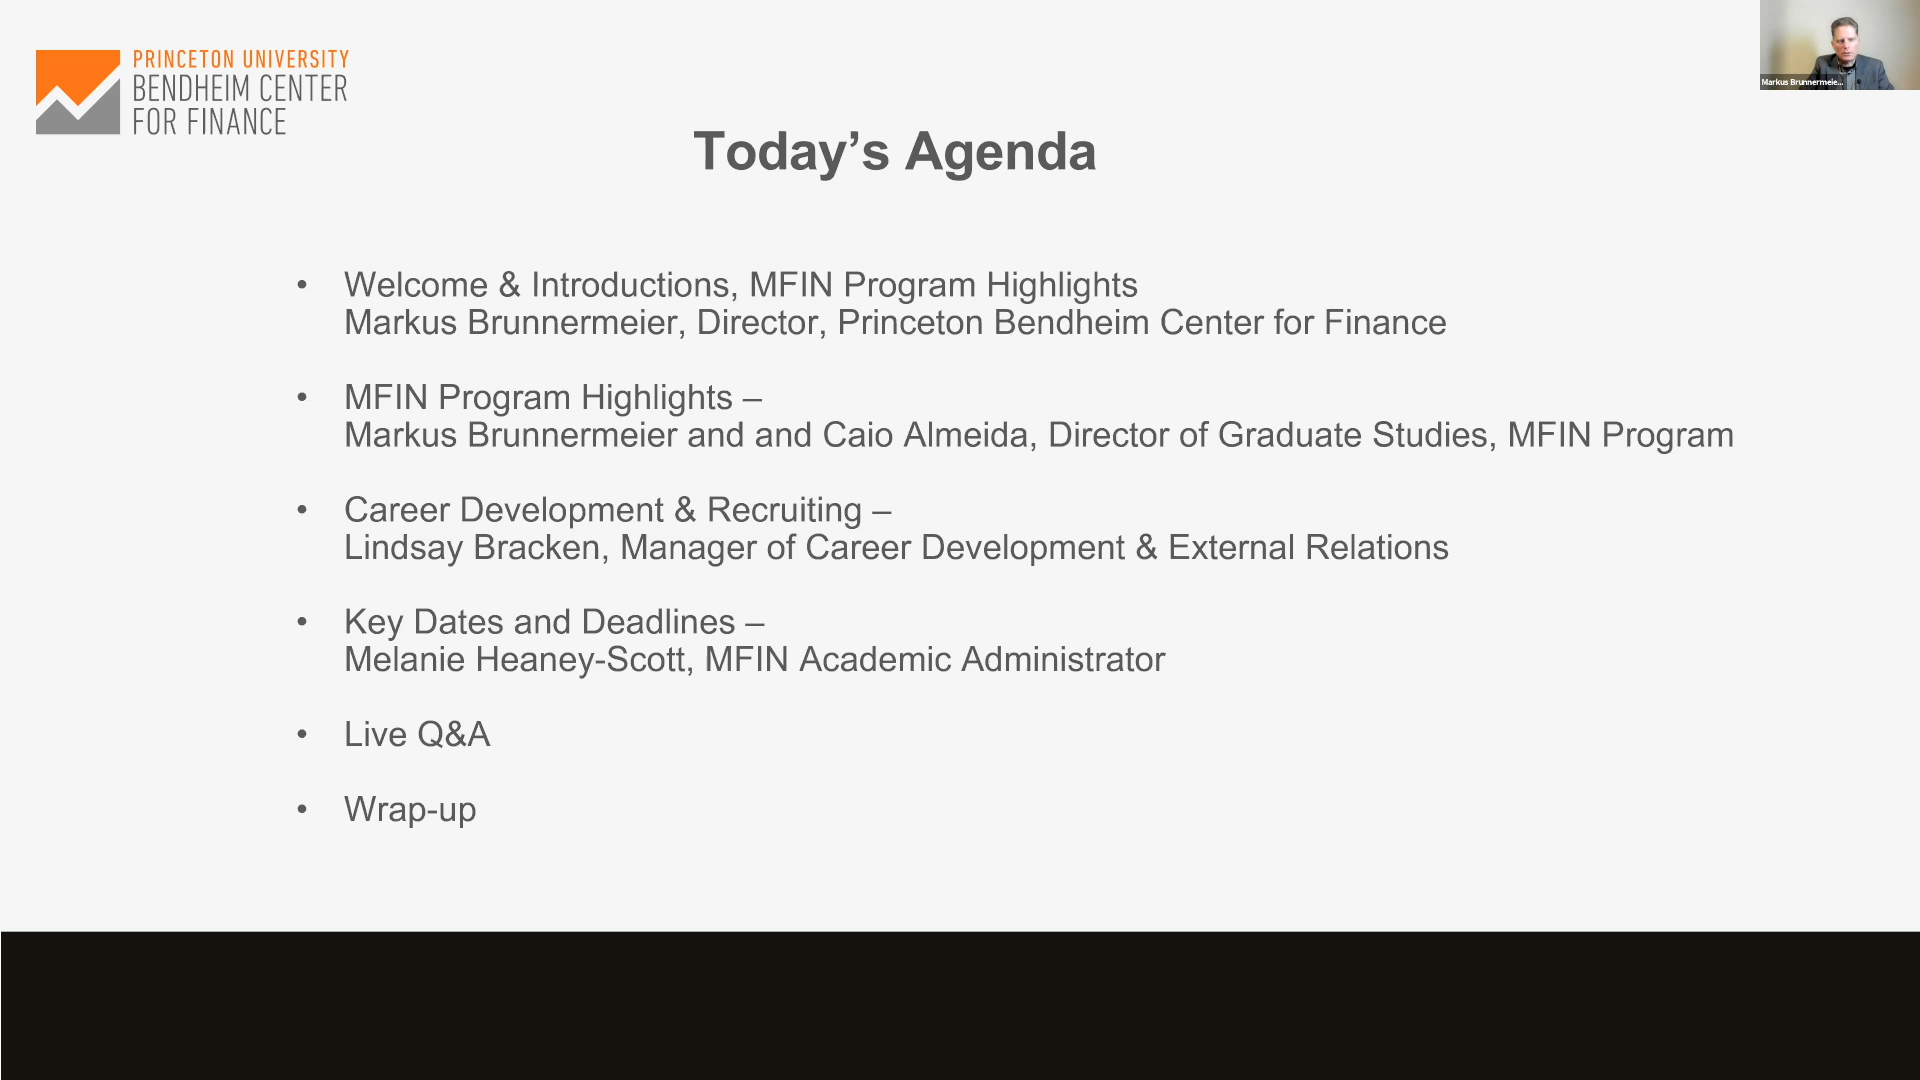 PRINCETON UNIVERSITY
BENDHEIM CENTER
FOR FINANCE
Markus Brunnermeie...
Today’s Agenda
• Welcome & Introductions, MFIN Program Highlights
Markus Brunnermeier, Director, Princeton Bendheim Center for Finance
• MFIN Program Highlights –
Markus Brunnermeier and and Caio Almeida, Director of Graduate Studies, MFIN Program
• Career Development & Recruiting –
Lindsay Bracken, Manager of Career Development & External Relations
• Key Dates and Deadlines –
Melanie Heaney-Scott, MFIN Academic Administrator
• Live Q&A
• Wrap-up